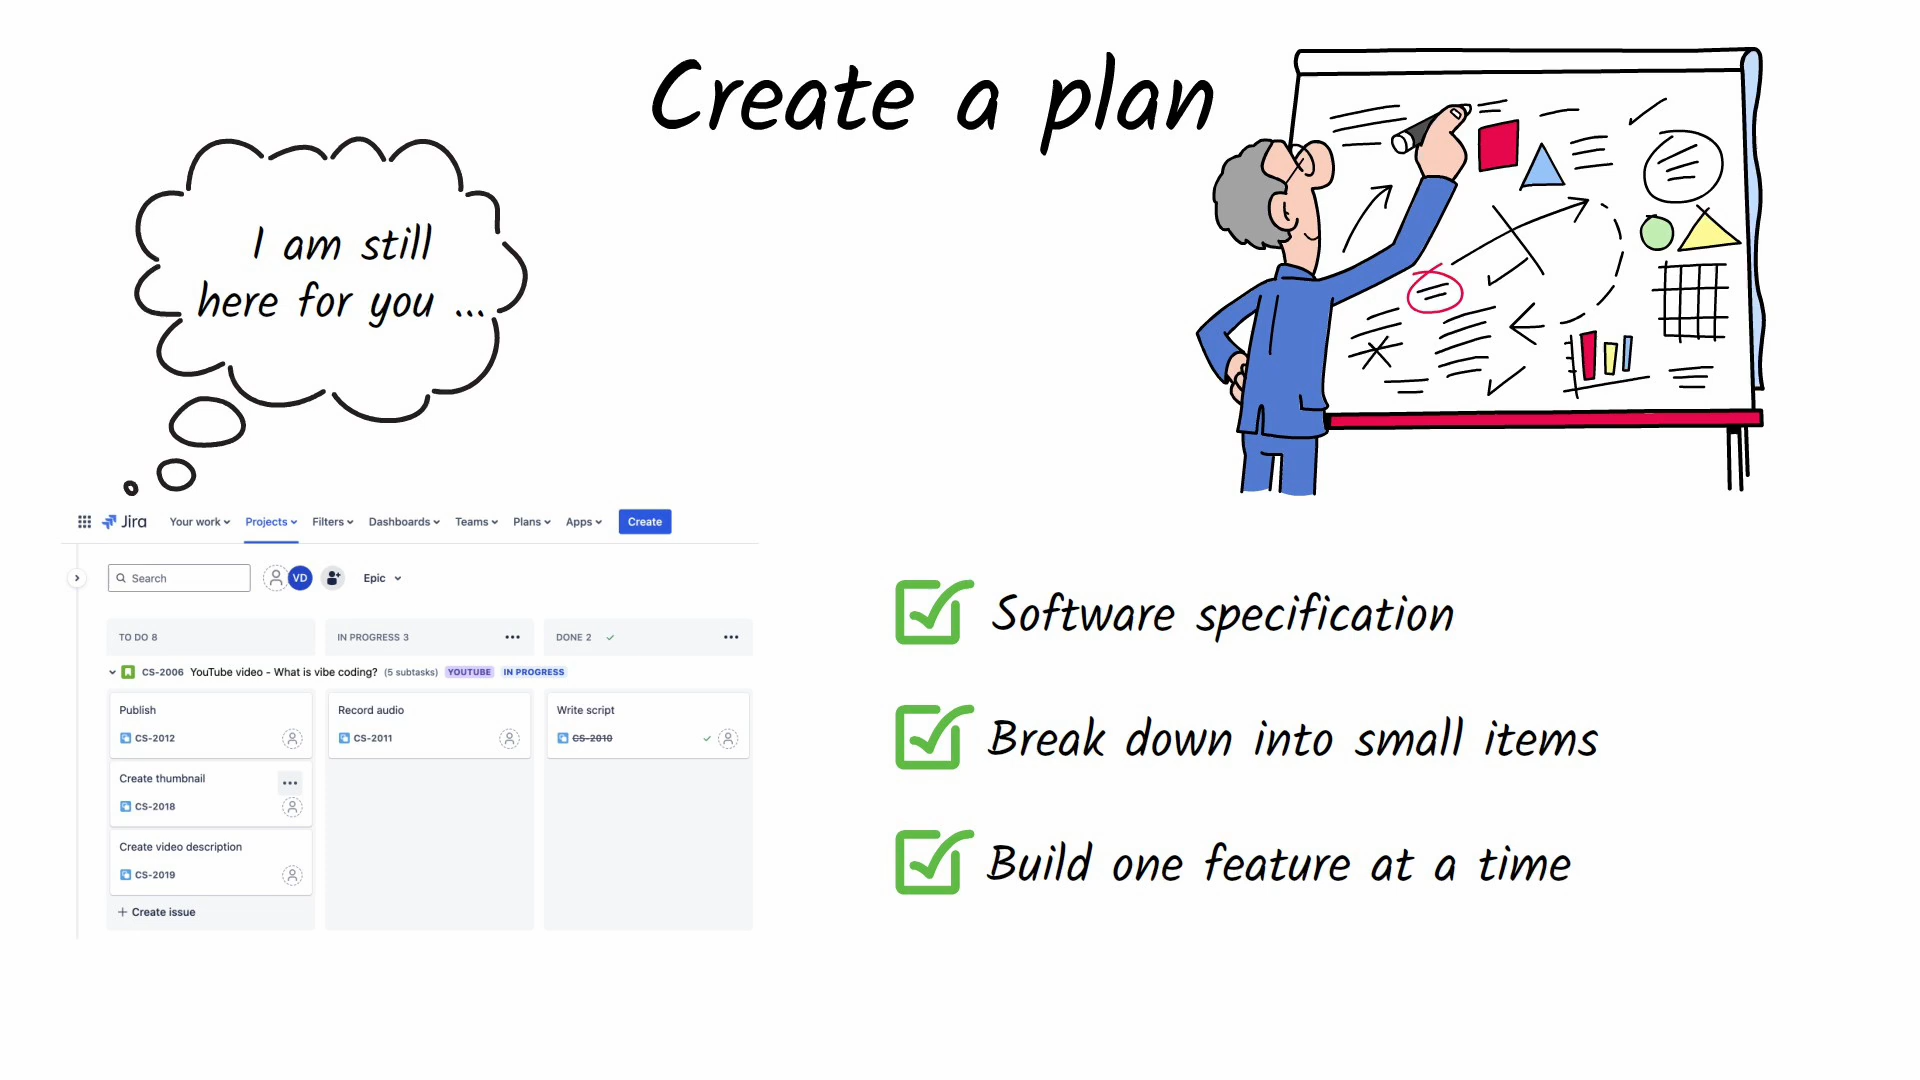 Create a plan
I am still
here for you ...
Jira
Your work
Projects
Filters
Dashboards
Teams
Plans
Apps
Create
Search
VD
Epic
TO DO 8
IN PROGRESS 3
DONE 2
CS-2006 YouTube video - What is vibe coding? (5 subtasks) YOUTUBE IN PROGRESS
Publish
CS-2012
Create thumbnail
CS-2018
Create video description
CS-2019
+ Create issue
Record audio
CS-2011
Write script
CS-2010
Software specification
Break down into small items
Build one feature at a time